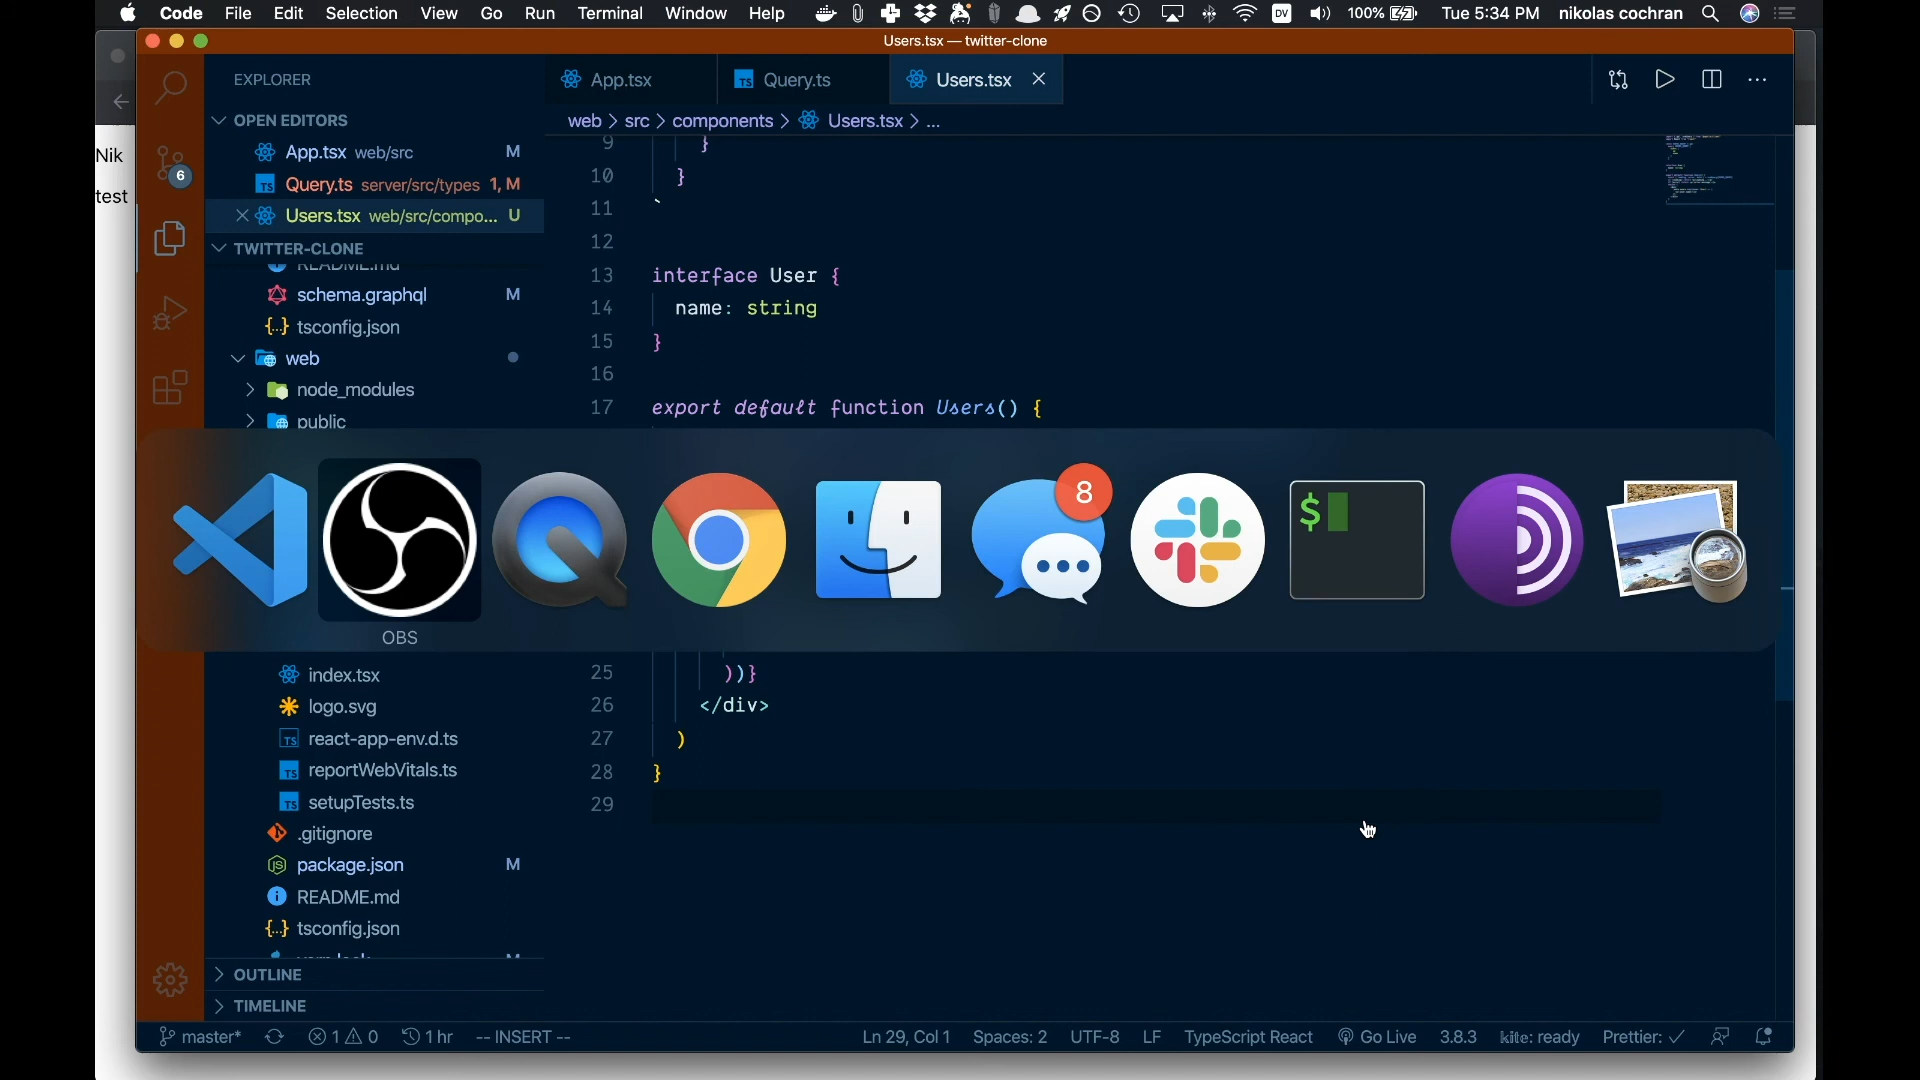 Code File Edit Selection View Go Run Terminal Window Help DV 100% Tue 5:34 PM nikolas cochran
Users.tsx — twitter-clone
EXPLORER
App.tsx
Query.ts
Users.tsx
OPEN EDITORS
web > src > components > Users.tsx > ...
App.tsx web/src M
Query.ts server/src/types 1, M
Users.tsx web/src/compo... U
TWITTER-CLONE
README.md
schema.graphql M
tsconfig.json
web
node_modules
public
Nik
test
6
9 }
10 }
11 `
12
13 interface User {
14 name: string
15 }
16
17 export default function Users() {
8
$
OBS
index.tsx
logo.svg
react-app-env.d.ts
reportWebVitals.ts
setupTests.ts
.gitignore
package.json M
README.md
tsconfig.json
25 ))}
26 </div>
27 )
28 }
29
OUTLINE
TIMELINE
master* 1 0 1 hr -- INSERT -- Ln 29, Col 1 Spaces: 2 UTF-8 LF TypeScript React Go Live 3.8.3 kite: ready Prettier: ✓